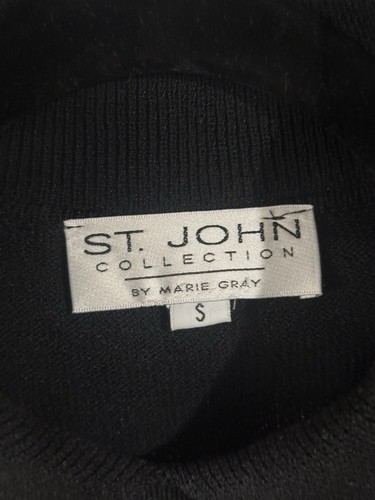 ST. JOHN
COLLECTION
BY MARIE GRAY
S